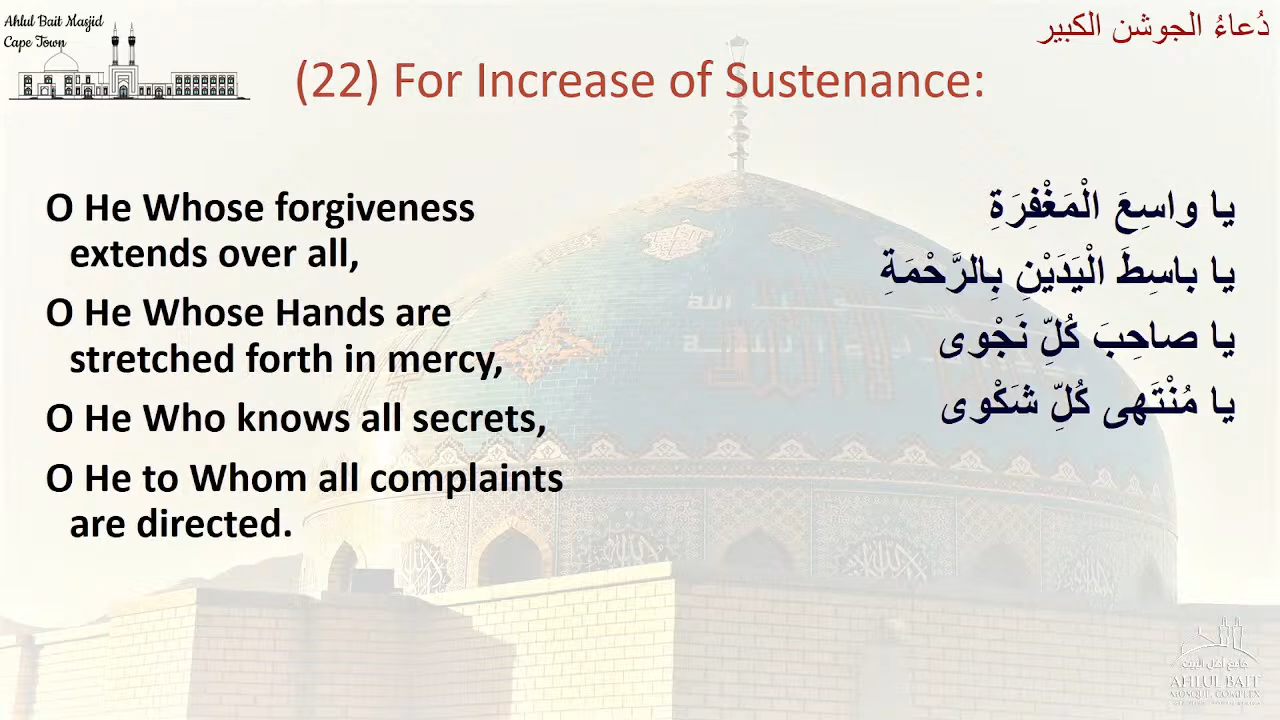 Ahlul Bait Masjid
Cape Town
دُعاءُ الجوشن الكبير
(22) For Increase of Sustenance:
O He Whose forgiveness
extends over all,
O He Whose Hands are
stretched forth in mercy,
O He Who knows all secrets,
O He to Whom all complaints
are directed.
يا واسِعَ الْمَغْفِرَةِ
يا باسِطَ الْيَدَيْنِ بِالرَّحْمَةِ
يا صاحِبَ كُلِّ نَجْوى
يا مُنْتَهى كُلِّ شَكْوى
AHLUL BAIT
MOSQUE COMPLEX